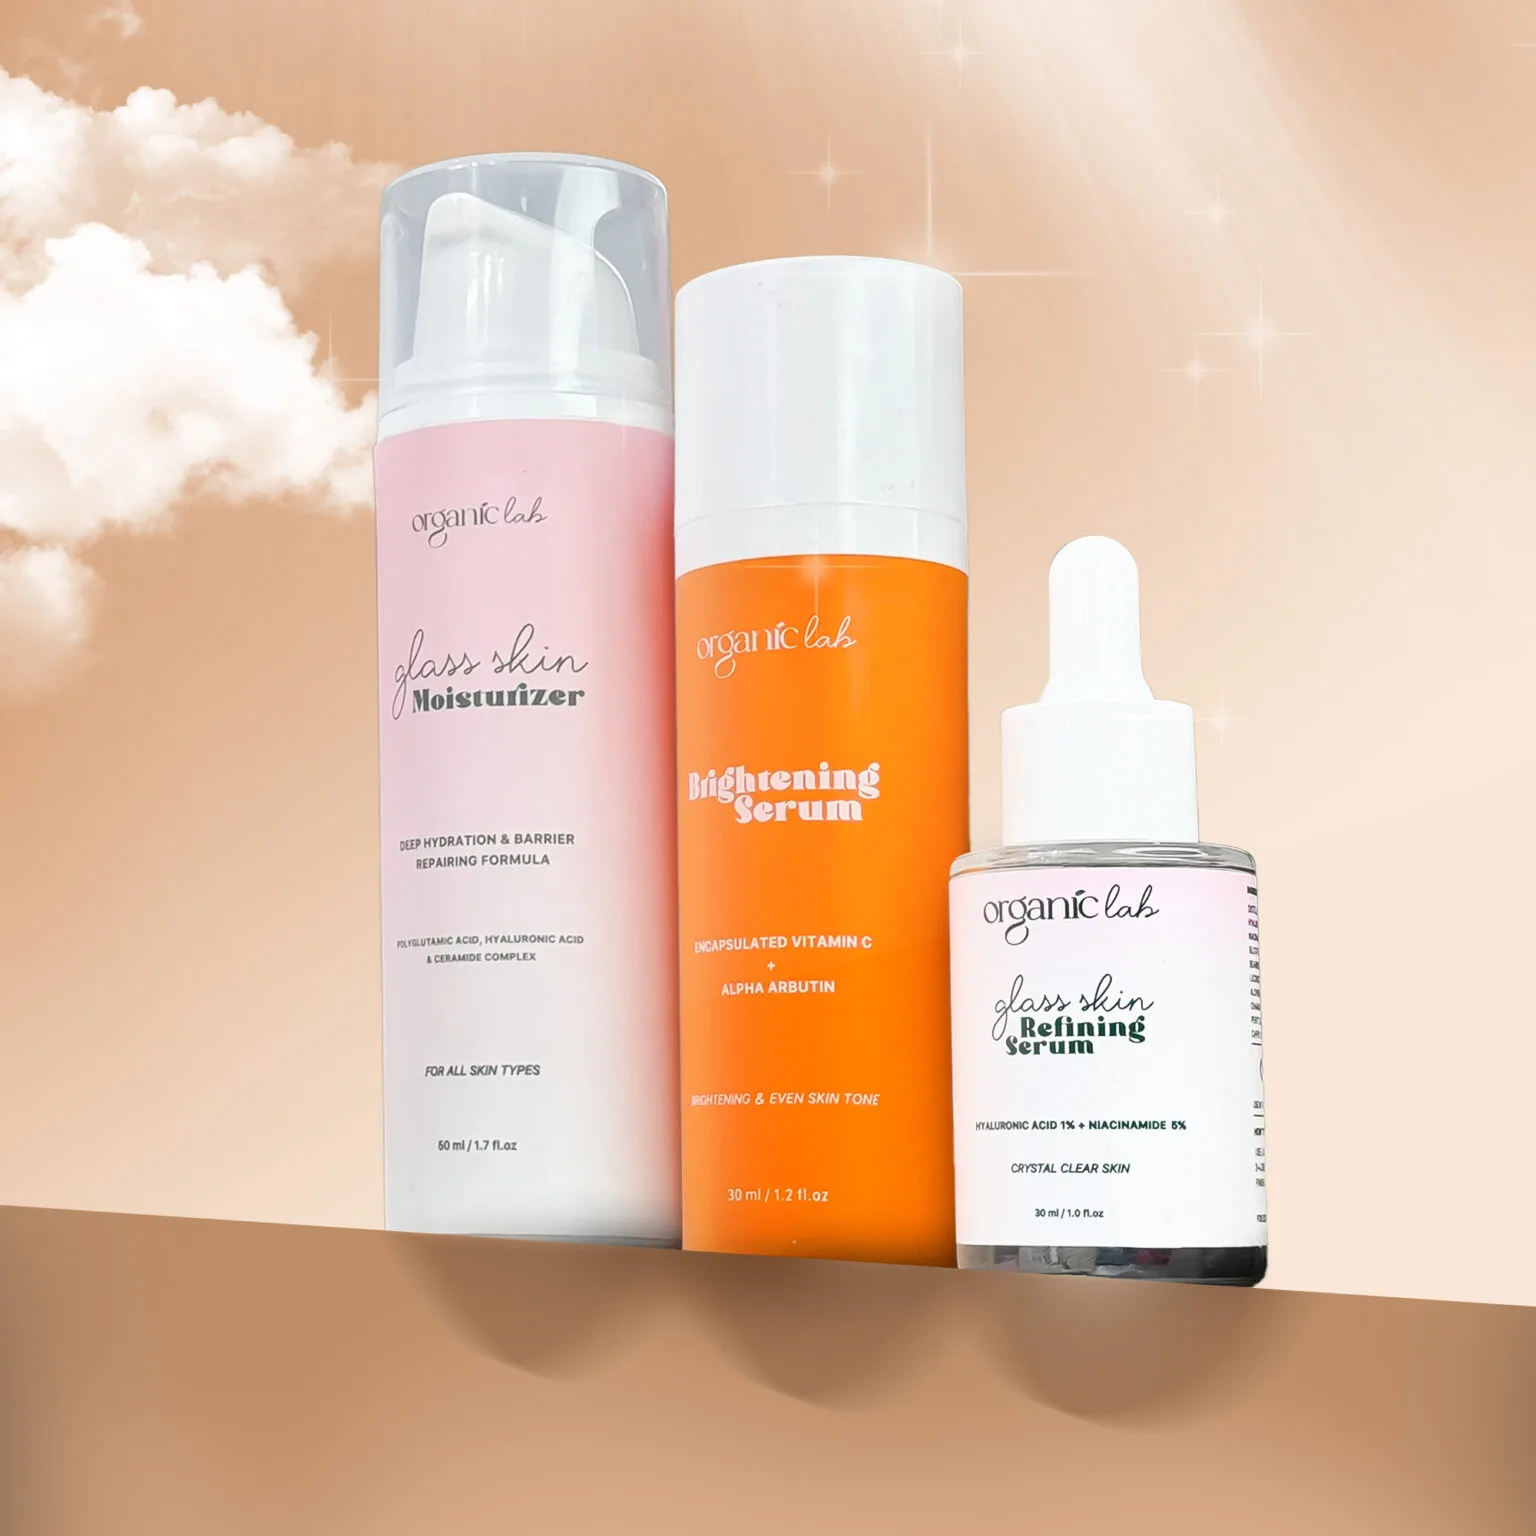 organic lab
glass skin
Moisturizer
DEEP HYDRATION & BARRIER
REPAIRING FORMULA
POLYGLUTAMIC ACID, HYALURONIC ACID
& CERAMIDE COMPLEX
FOR ALL SKIN TYPES
50 ml / 1.7 fl.oz
organic lab
Brightening
Serum
ENCAPSULATED VITAMIN C
+
ALPHA ARBUTIN
BRIGHTENING & EVEN SKIN TONE
30 ml / 1.2 fl.oz
organic lab
glass skin
Refining
Serum
HYALURONIC ACID 1% + NIACINAMIDE 5%
CRYSTAL CLEAR SKIN
30 ml / 1.0 fl.oz